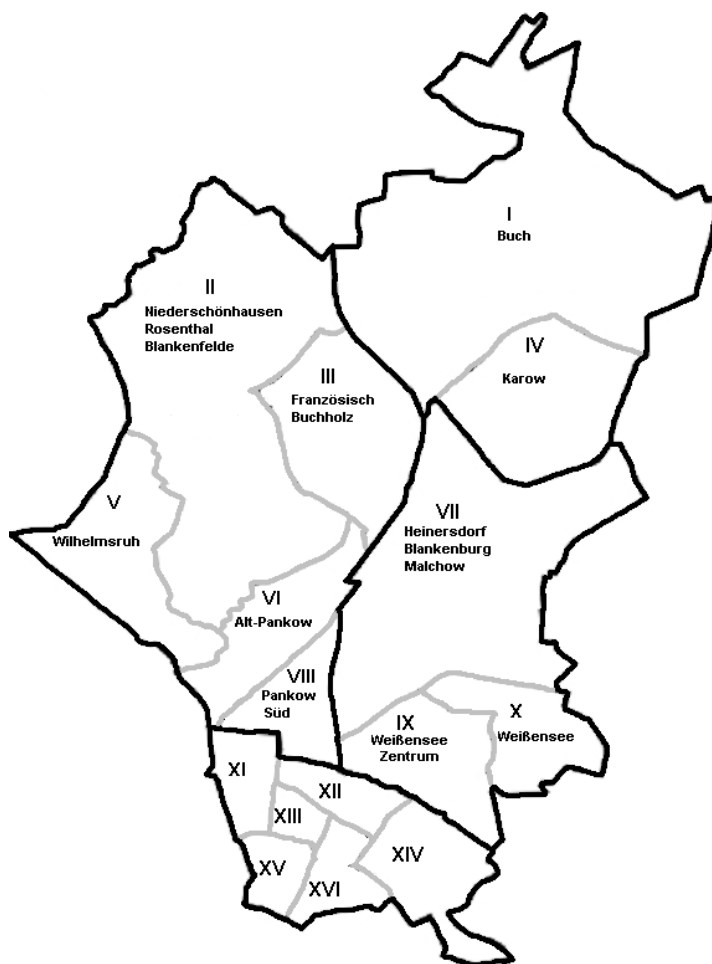 I
Buch
II
Niederschönhausen
Rosenthal
Blankenfelde
IV
Karow
III
Französisch
Buchholz
V
Wilhelmsruh
VII
Heinersdorf
Blankenburg
Malchow
VI
Alt-Pankow
VIII
Pankow
Süd
IX
Weißensee
Zentrum
X
Weißensee
XI
XII
XIII
XIV
XV
XVI